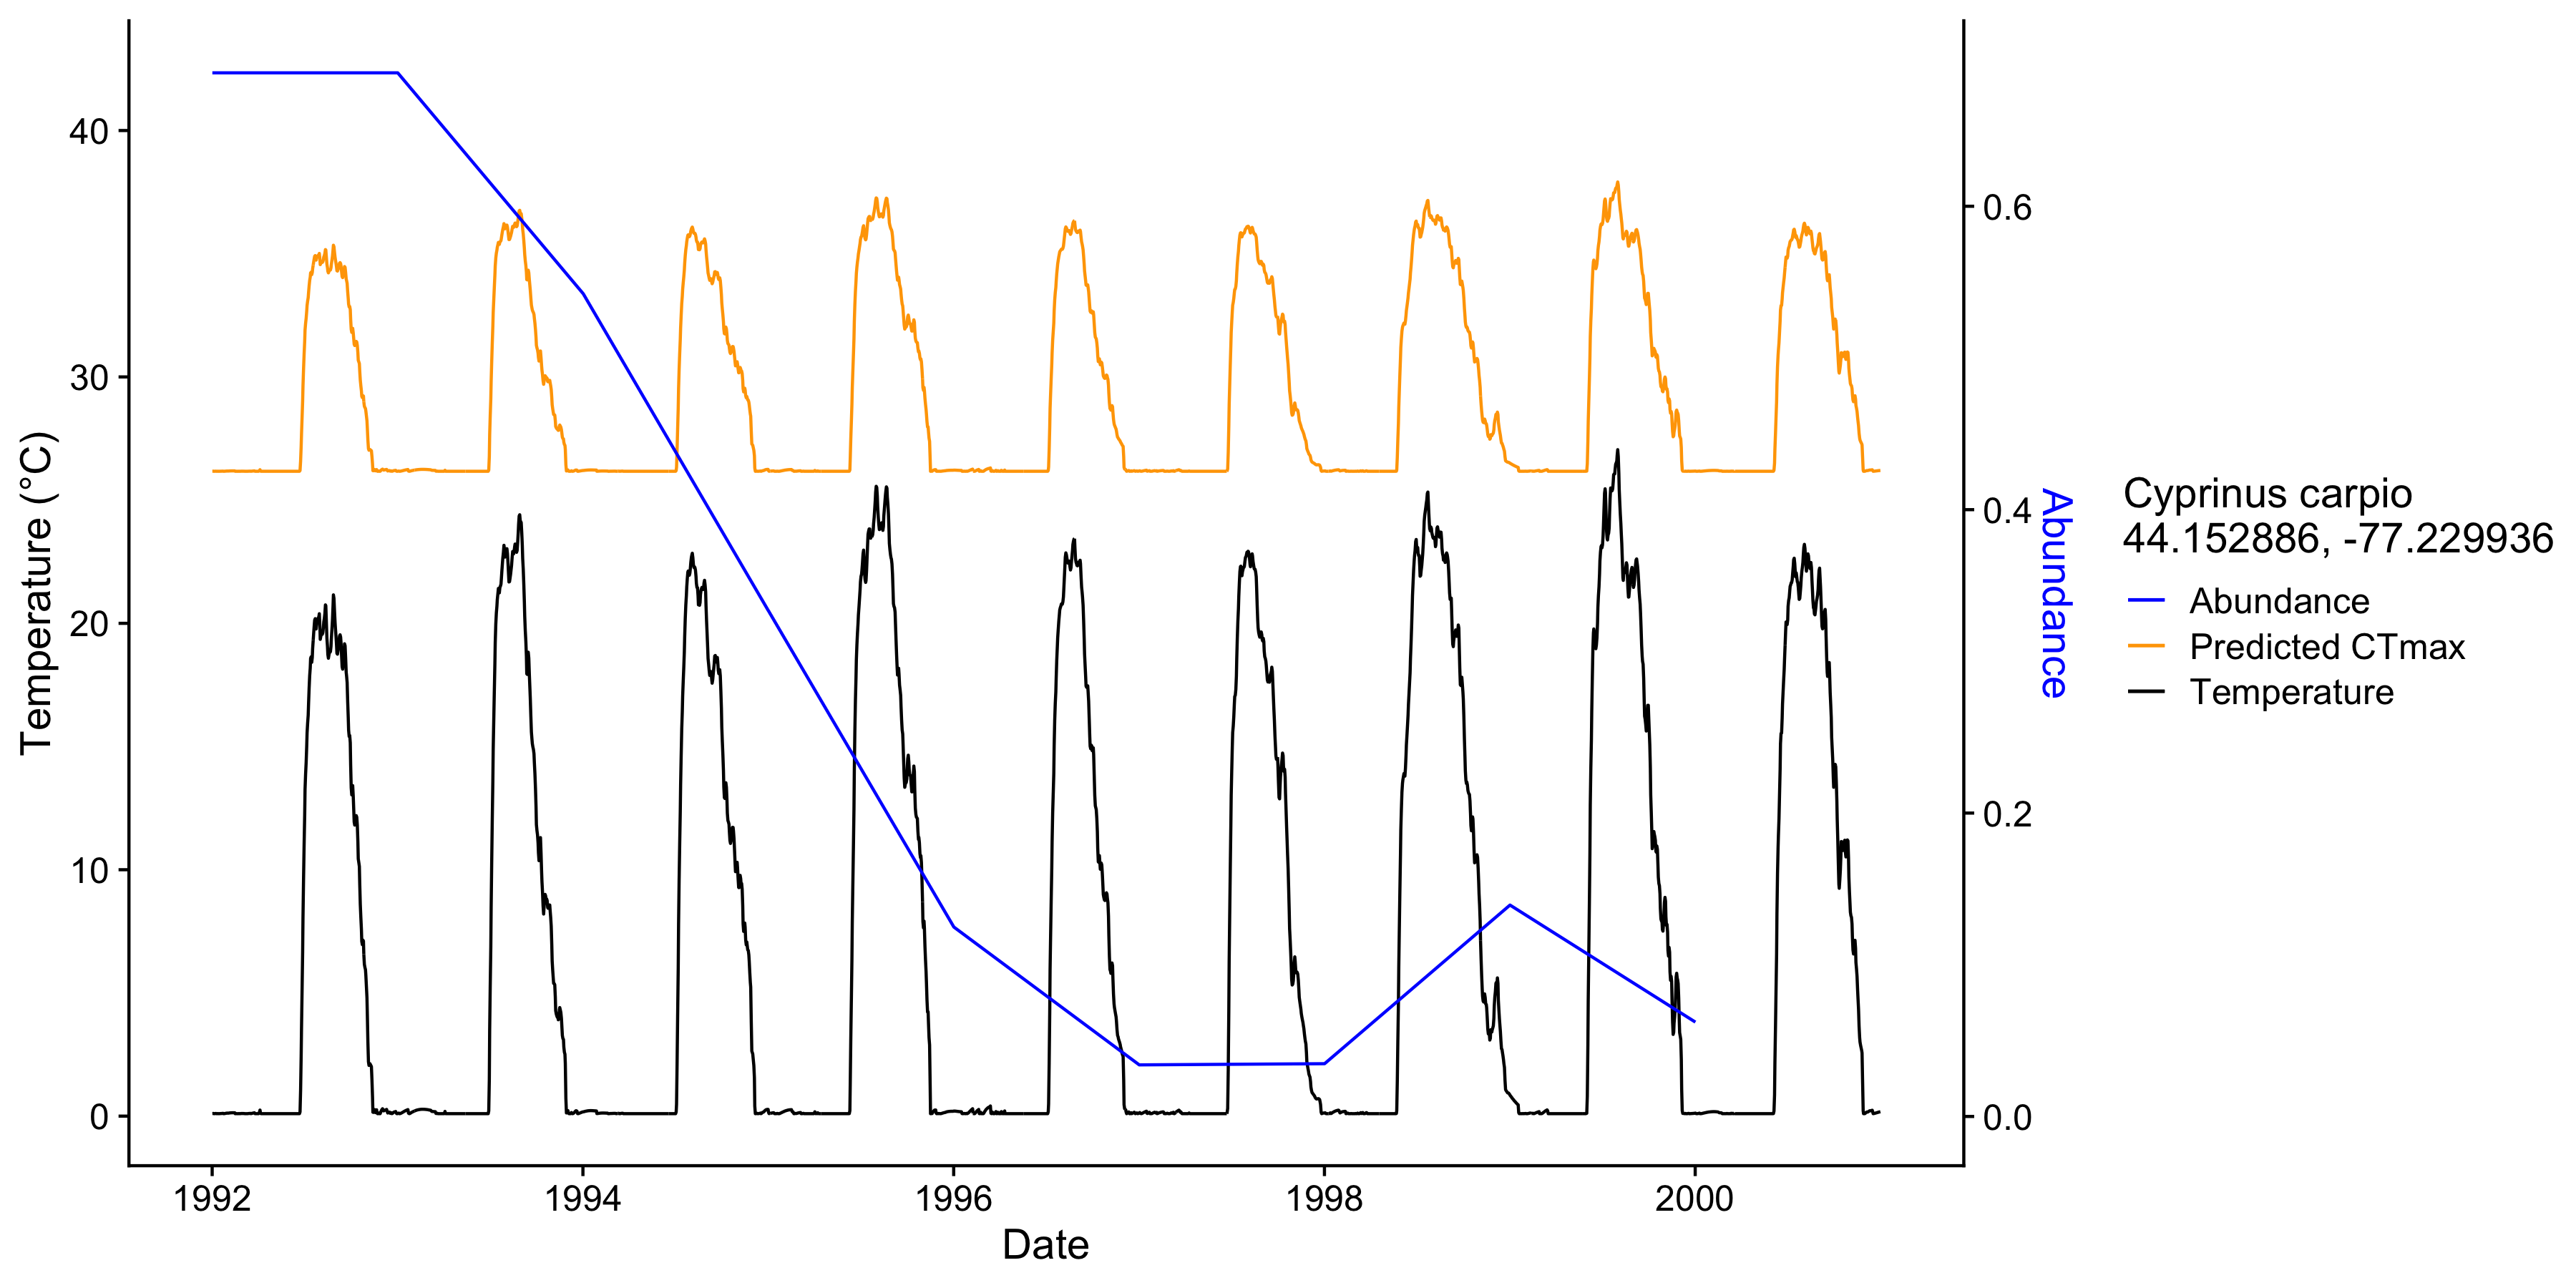 Temperature (°C)
40
30
20
10
0
1992
1994
1996
1998
2000
Date
0.6
0.4
0.2
0.0
Abundance
Cyprinus carpio
44.152886, -77.229936
Abundance
Predicted CTmax
Temperature